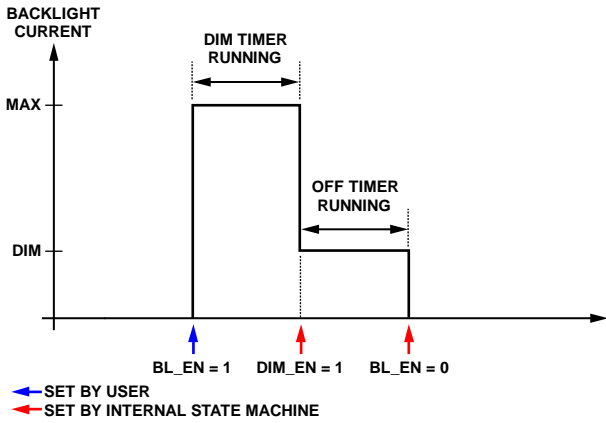 BACKLIGHT
CURRENT
DIM TIMER
RUNNING
MAX
OFF TIMER
RUNNING
DIM
BL_EN = 1 DIM_EN = 1 BL_EN = 0
SET BY USER
SET BY INTERNAL STATE MACHINE